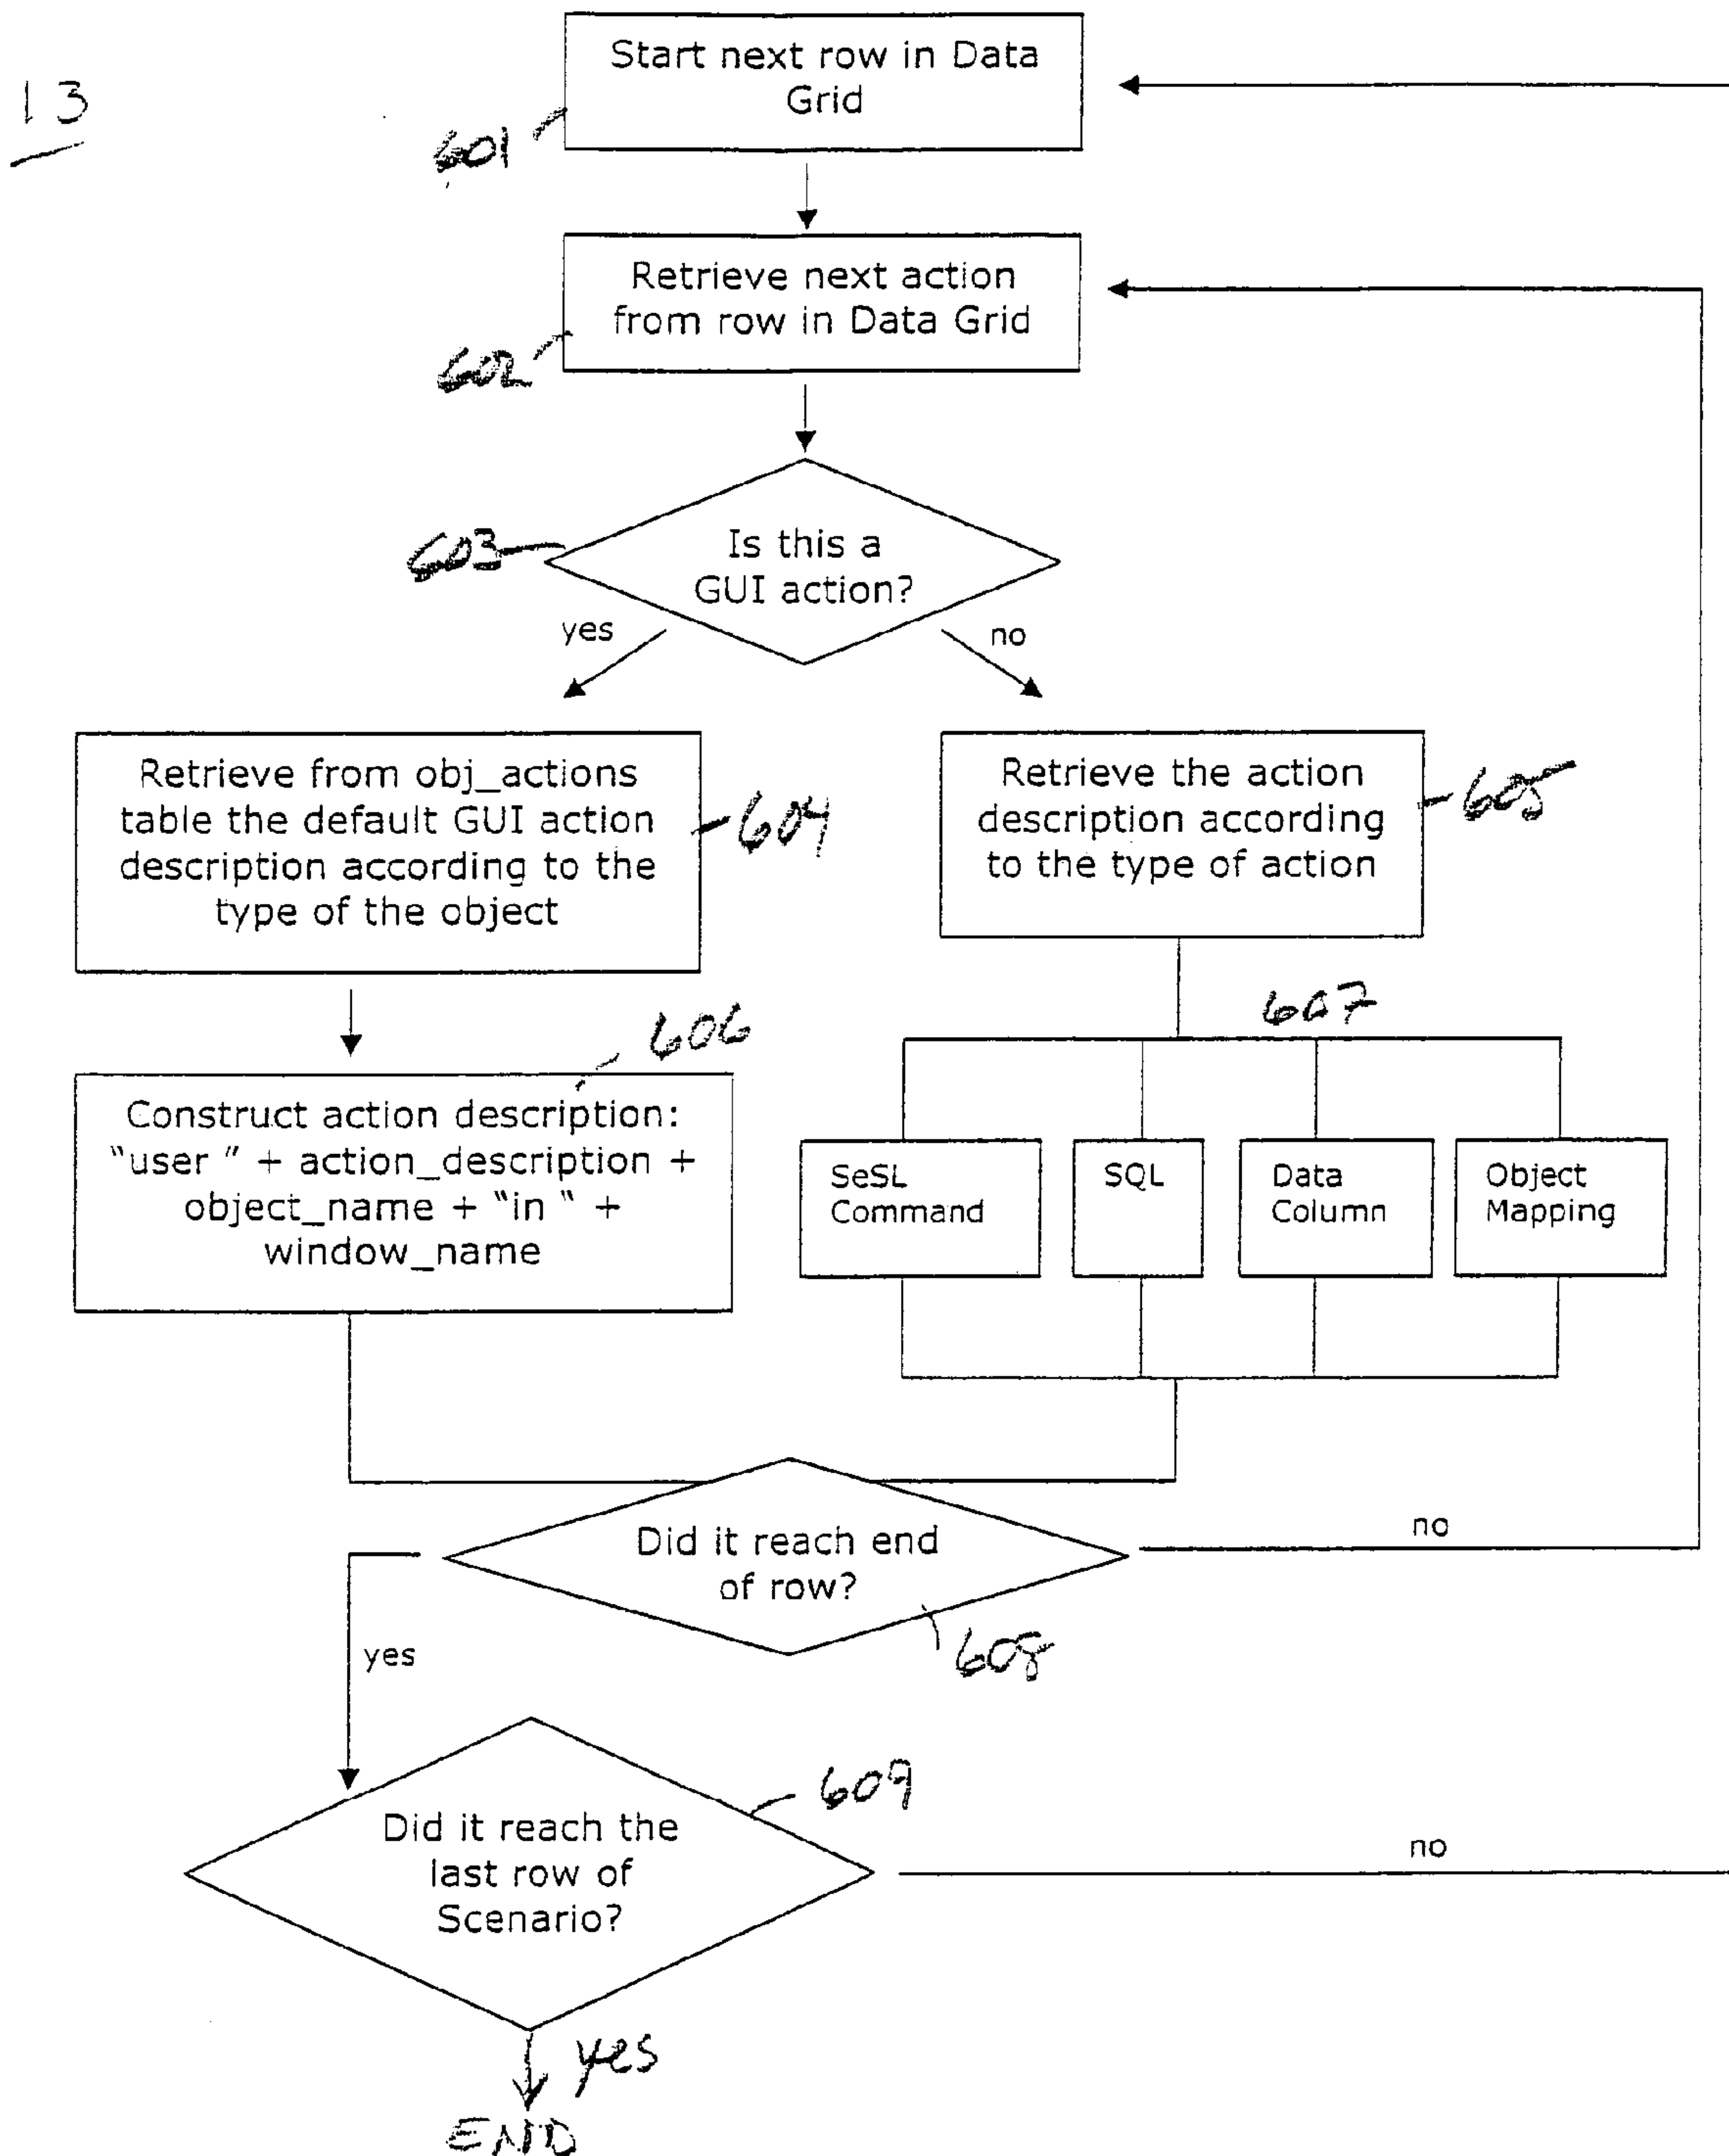 13
Start next row in Data
Grid
601
Retrieve next action
from row in Data Grid
602
Is this a
GUI action?
603
yes
no
Retrieve from obj_actions
table the default GUI action
description according to the
type of the object
604
Retrieve the action
description according
to the type of action
605
606
607
Construct action description:
"user " + action_description +
object_name + "in " +
window_name
SeSL
Command
SQL
Data
Column
Object
Mapping
Did it reach end
of row?
no
608
yes
609
Did it reach the
last row of
Scenario?
no
yes
END